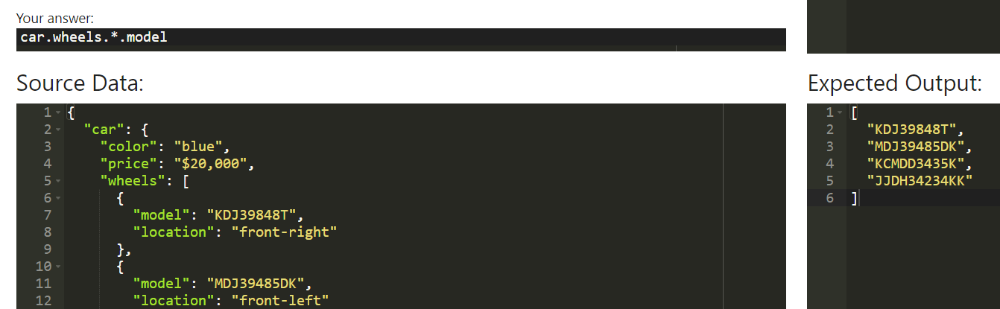 Your answer:
car.wheels.*.model
Source Data:
1 {
2 "car": {
3 "color": "blue",
4 "price": "$20,000",
5 "wheels": [
6 {
7 "model": "KDJ39848T",
8 "location": "front-right"
9 },
10 {
11 "model": "MDJ39485DK",
12 "location": "front-left"
Expected Output:
1 [
2 "KDJ39848T",
3 "MDJ39485DK",
4 "KCMDD3435K",
5 "JJDH34234KK"
6 ]